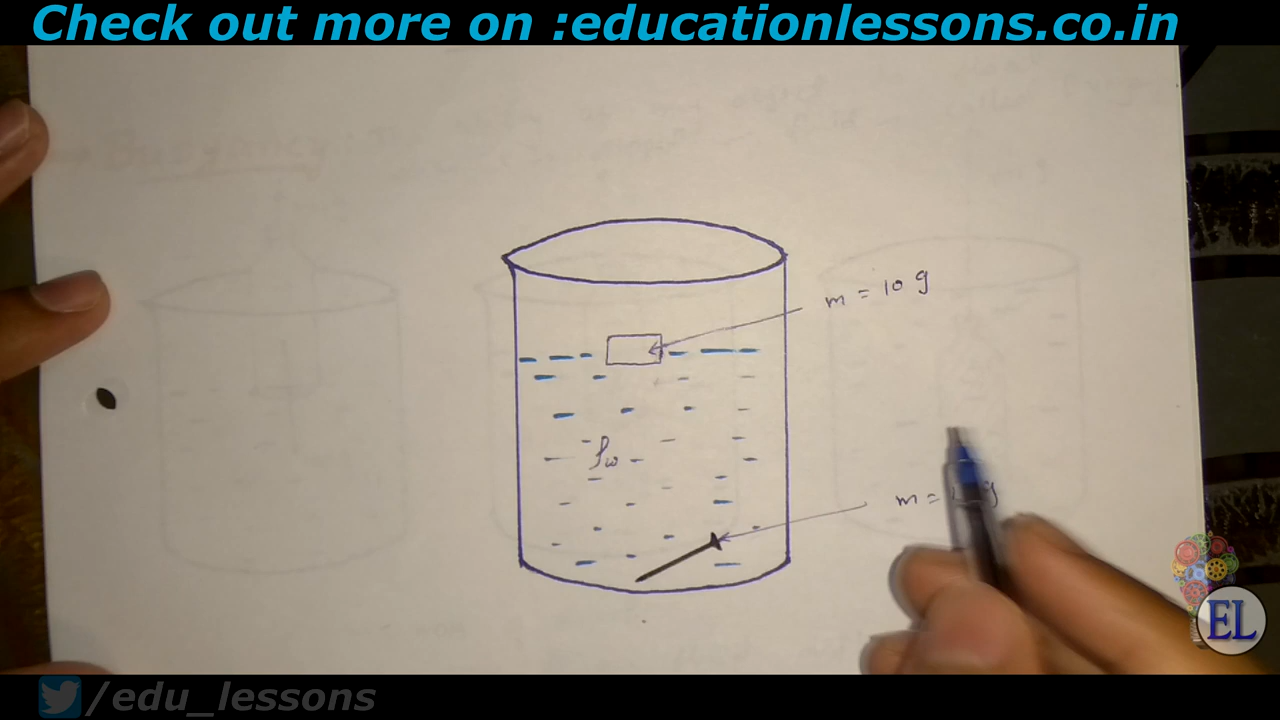 Check out more on :educationlessons.co.in
m = 10 g
ρw
m = g
EL
/edu_lessons